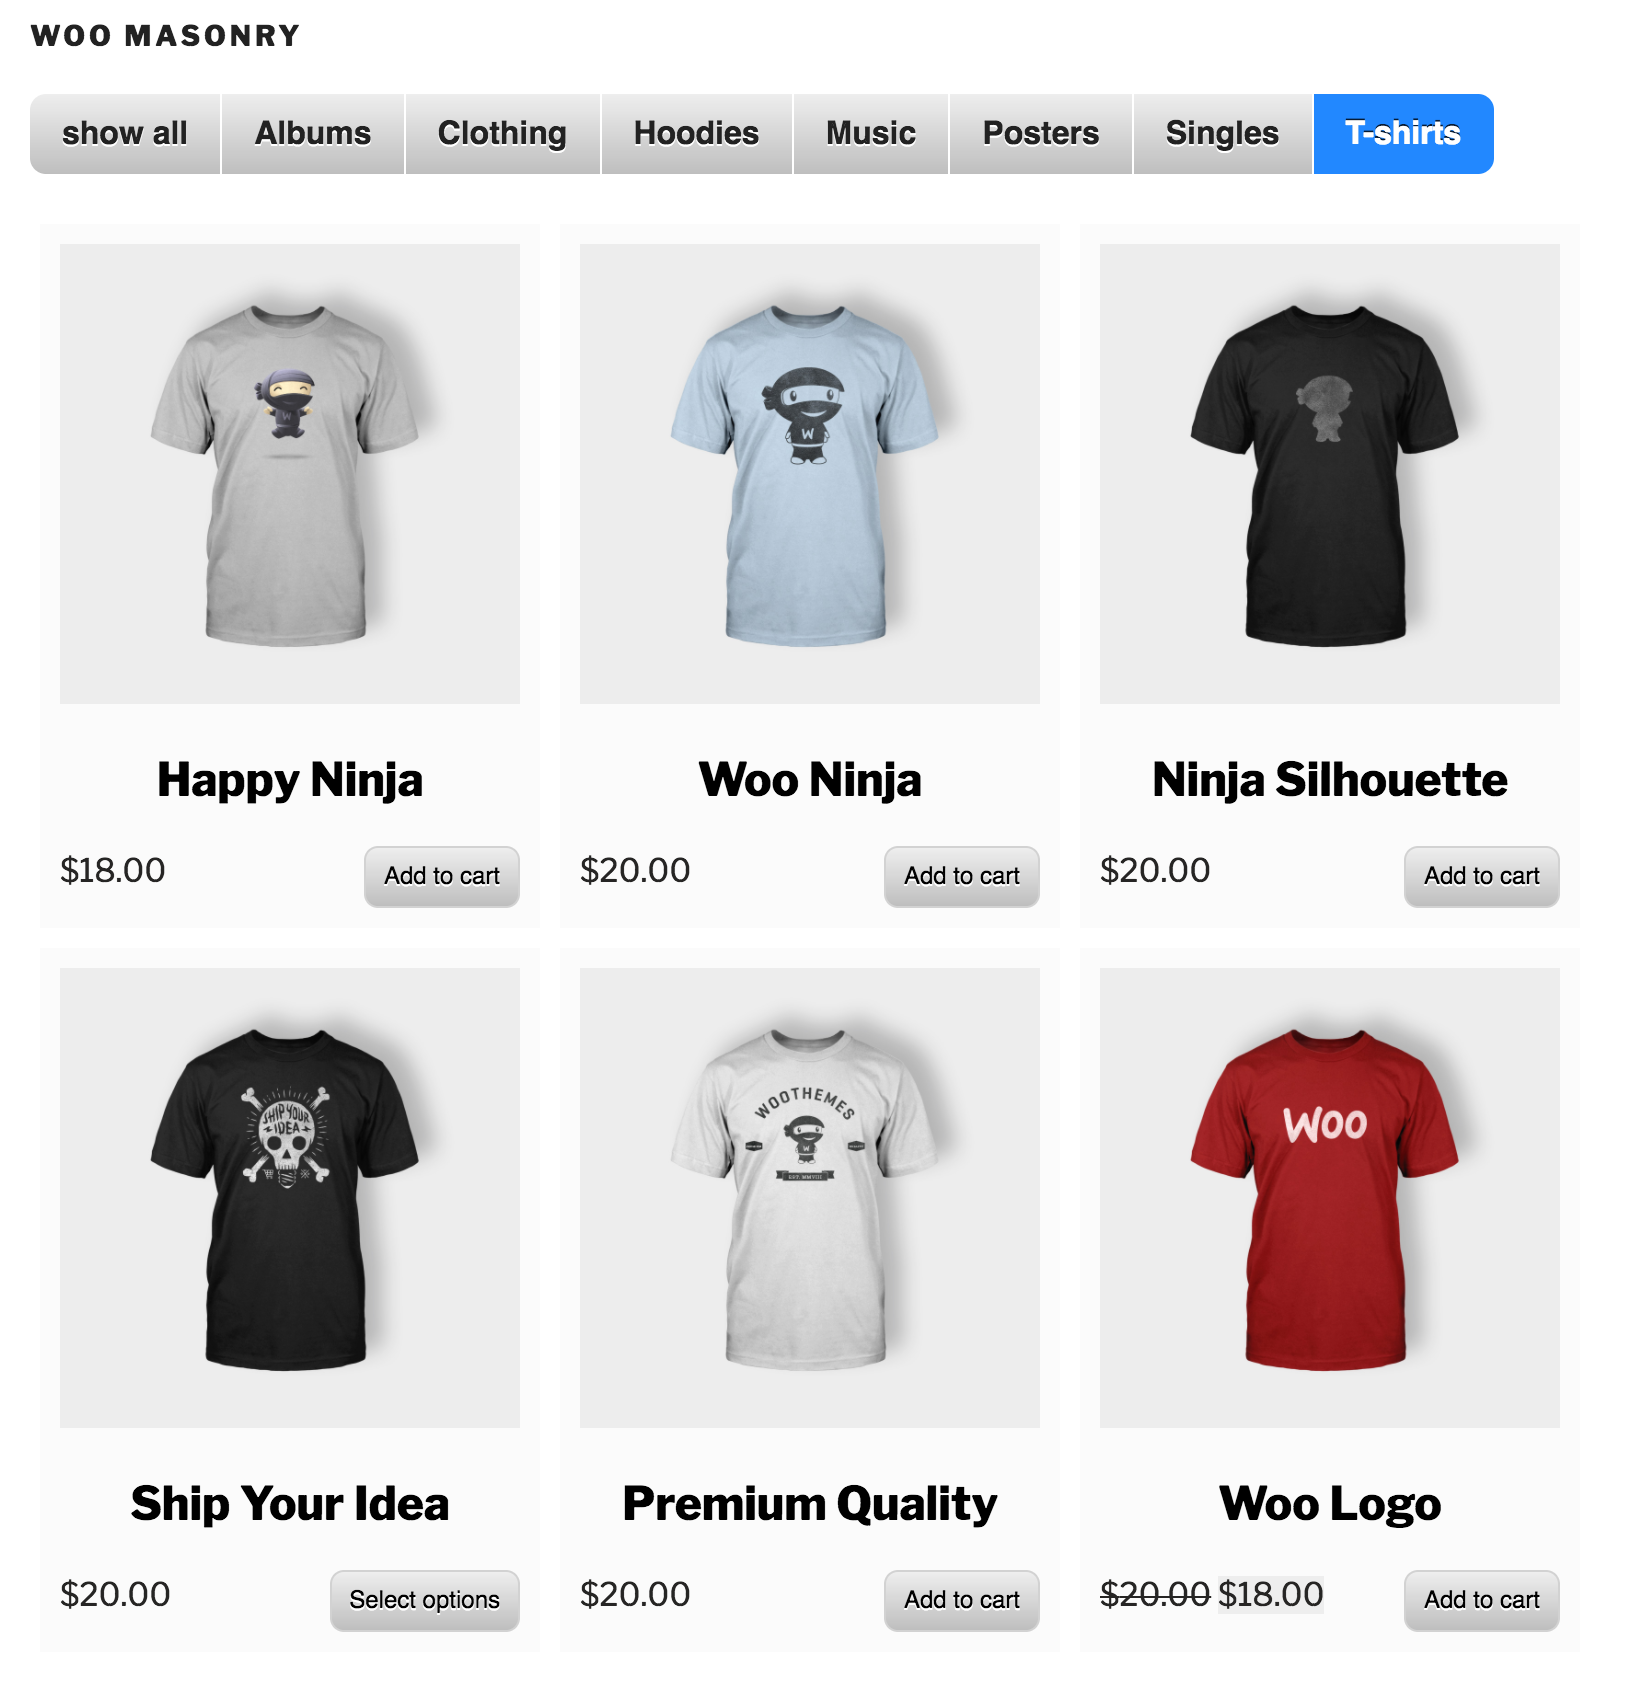 WOO MASONRY
show all Albums Clothing Hoodies Music Posters Singles T-shirts
W
W
Happy Ninja Woo Ninja Ninja Silhouette
$18.00 Add to cart $20.00 Add to cart $20.00 Add to cart
SHIP YOUR
IDEA
WOOTHEMES
W
EST. MMVIII
WOO
Ship Your Idea Premium Quality Woo Logo
$20.00 Select options $20.00 Add to cart $20.00 $18.00 Add to cart